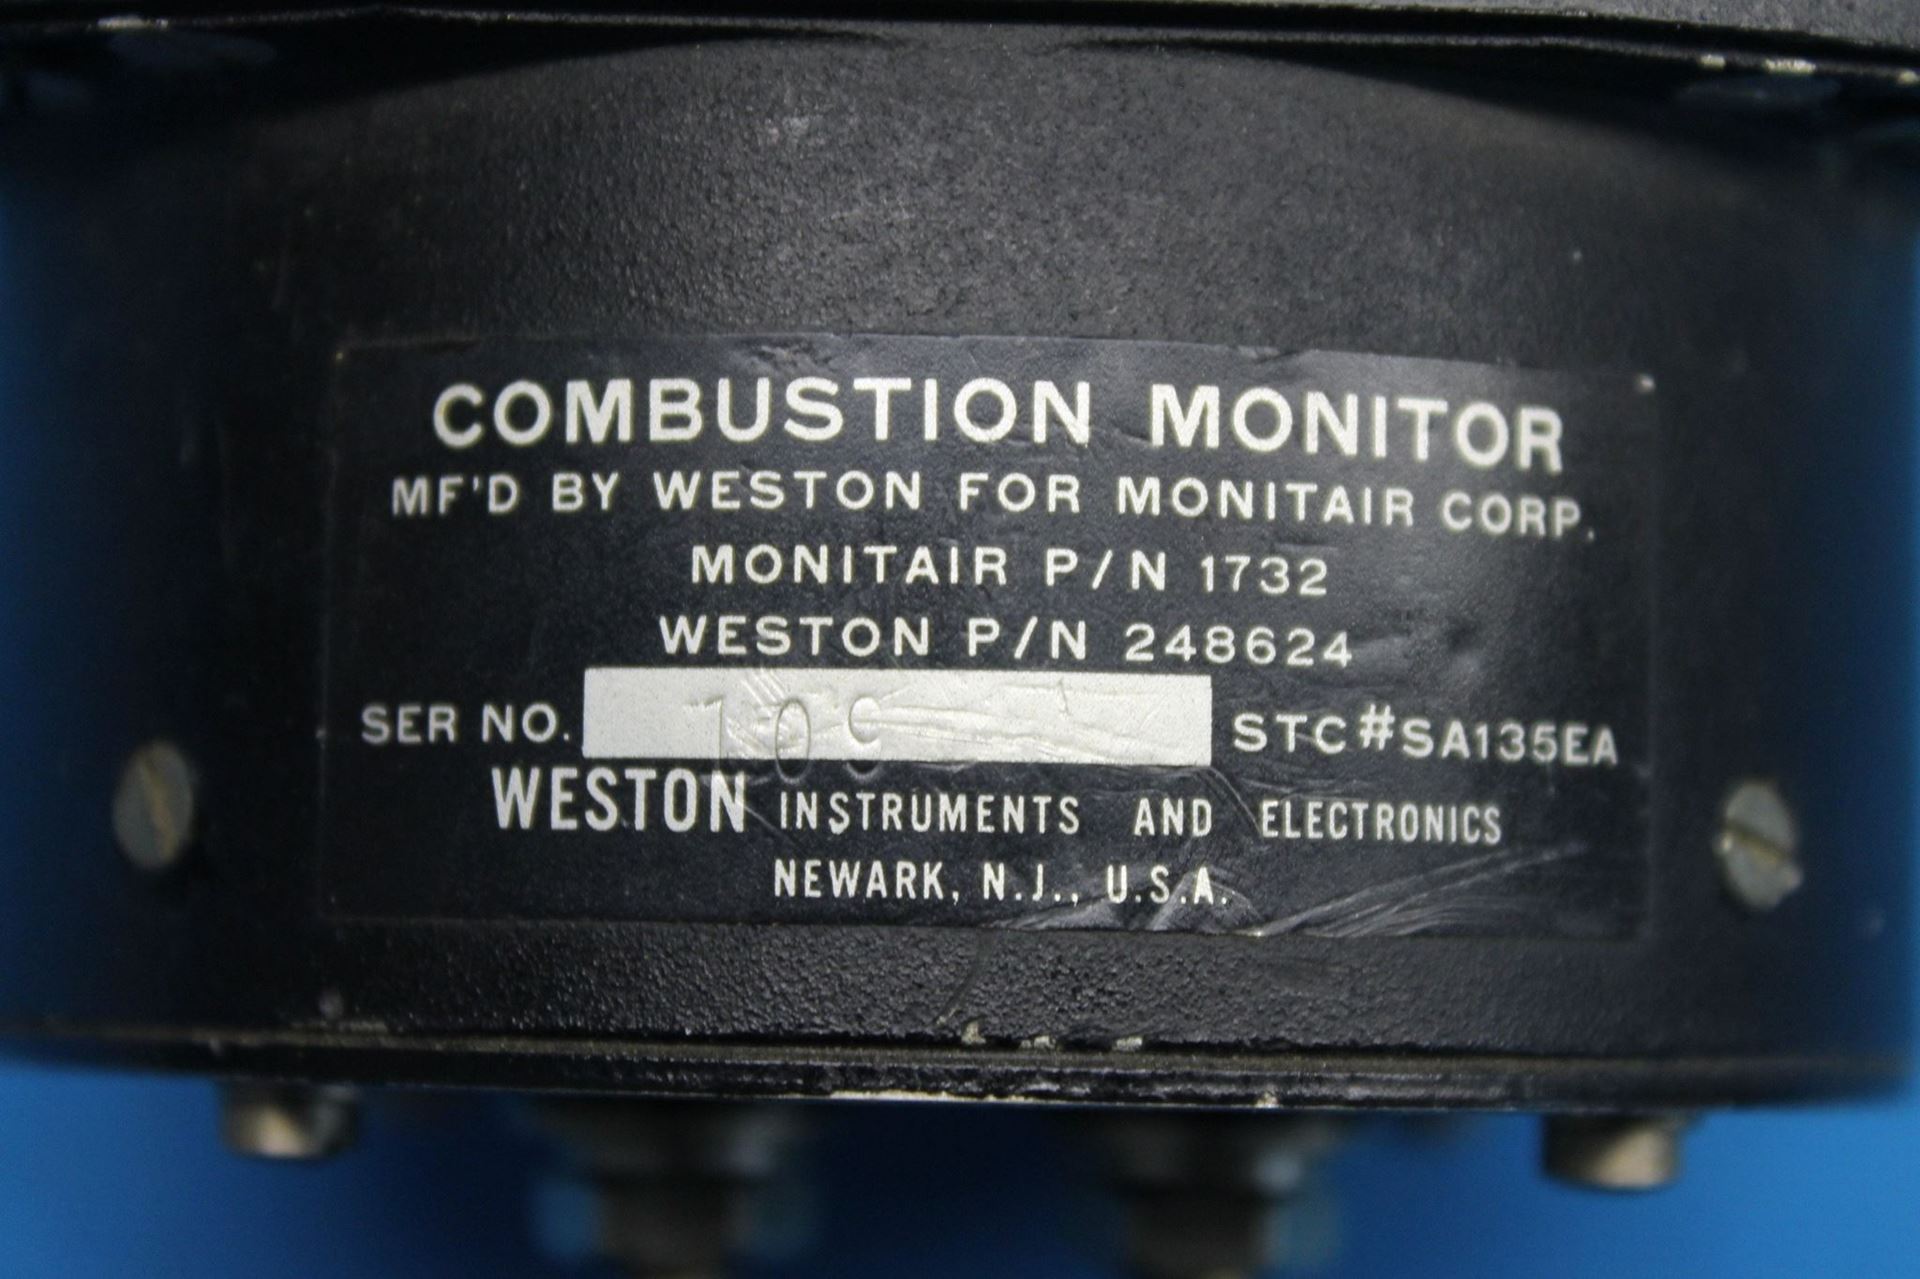 COMBUSTION MONITOR
MF'D BY WESTON FOR MONITAIR CORP.
MONITAIR P/N 1732
WESTON P/N 248624
SER NO. 109 STC#SA135EA
WESTON INSTRUMENTS AND ELECTRONICS
NEWARK, N.J., U.S.A.